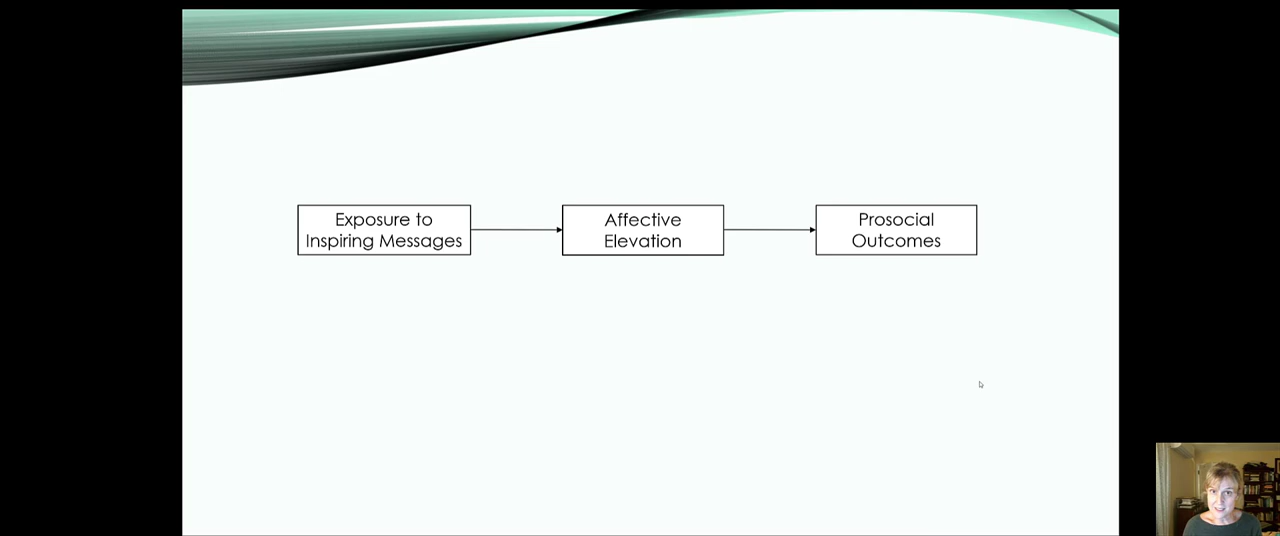 Exposure to
Inspiring Messages
Affective
Elevation
Prosocial
Outcomes